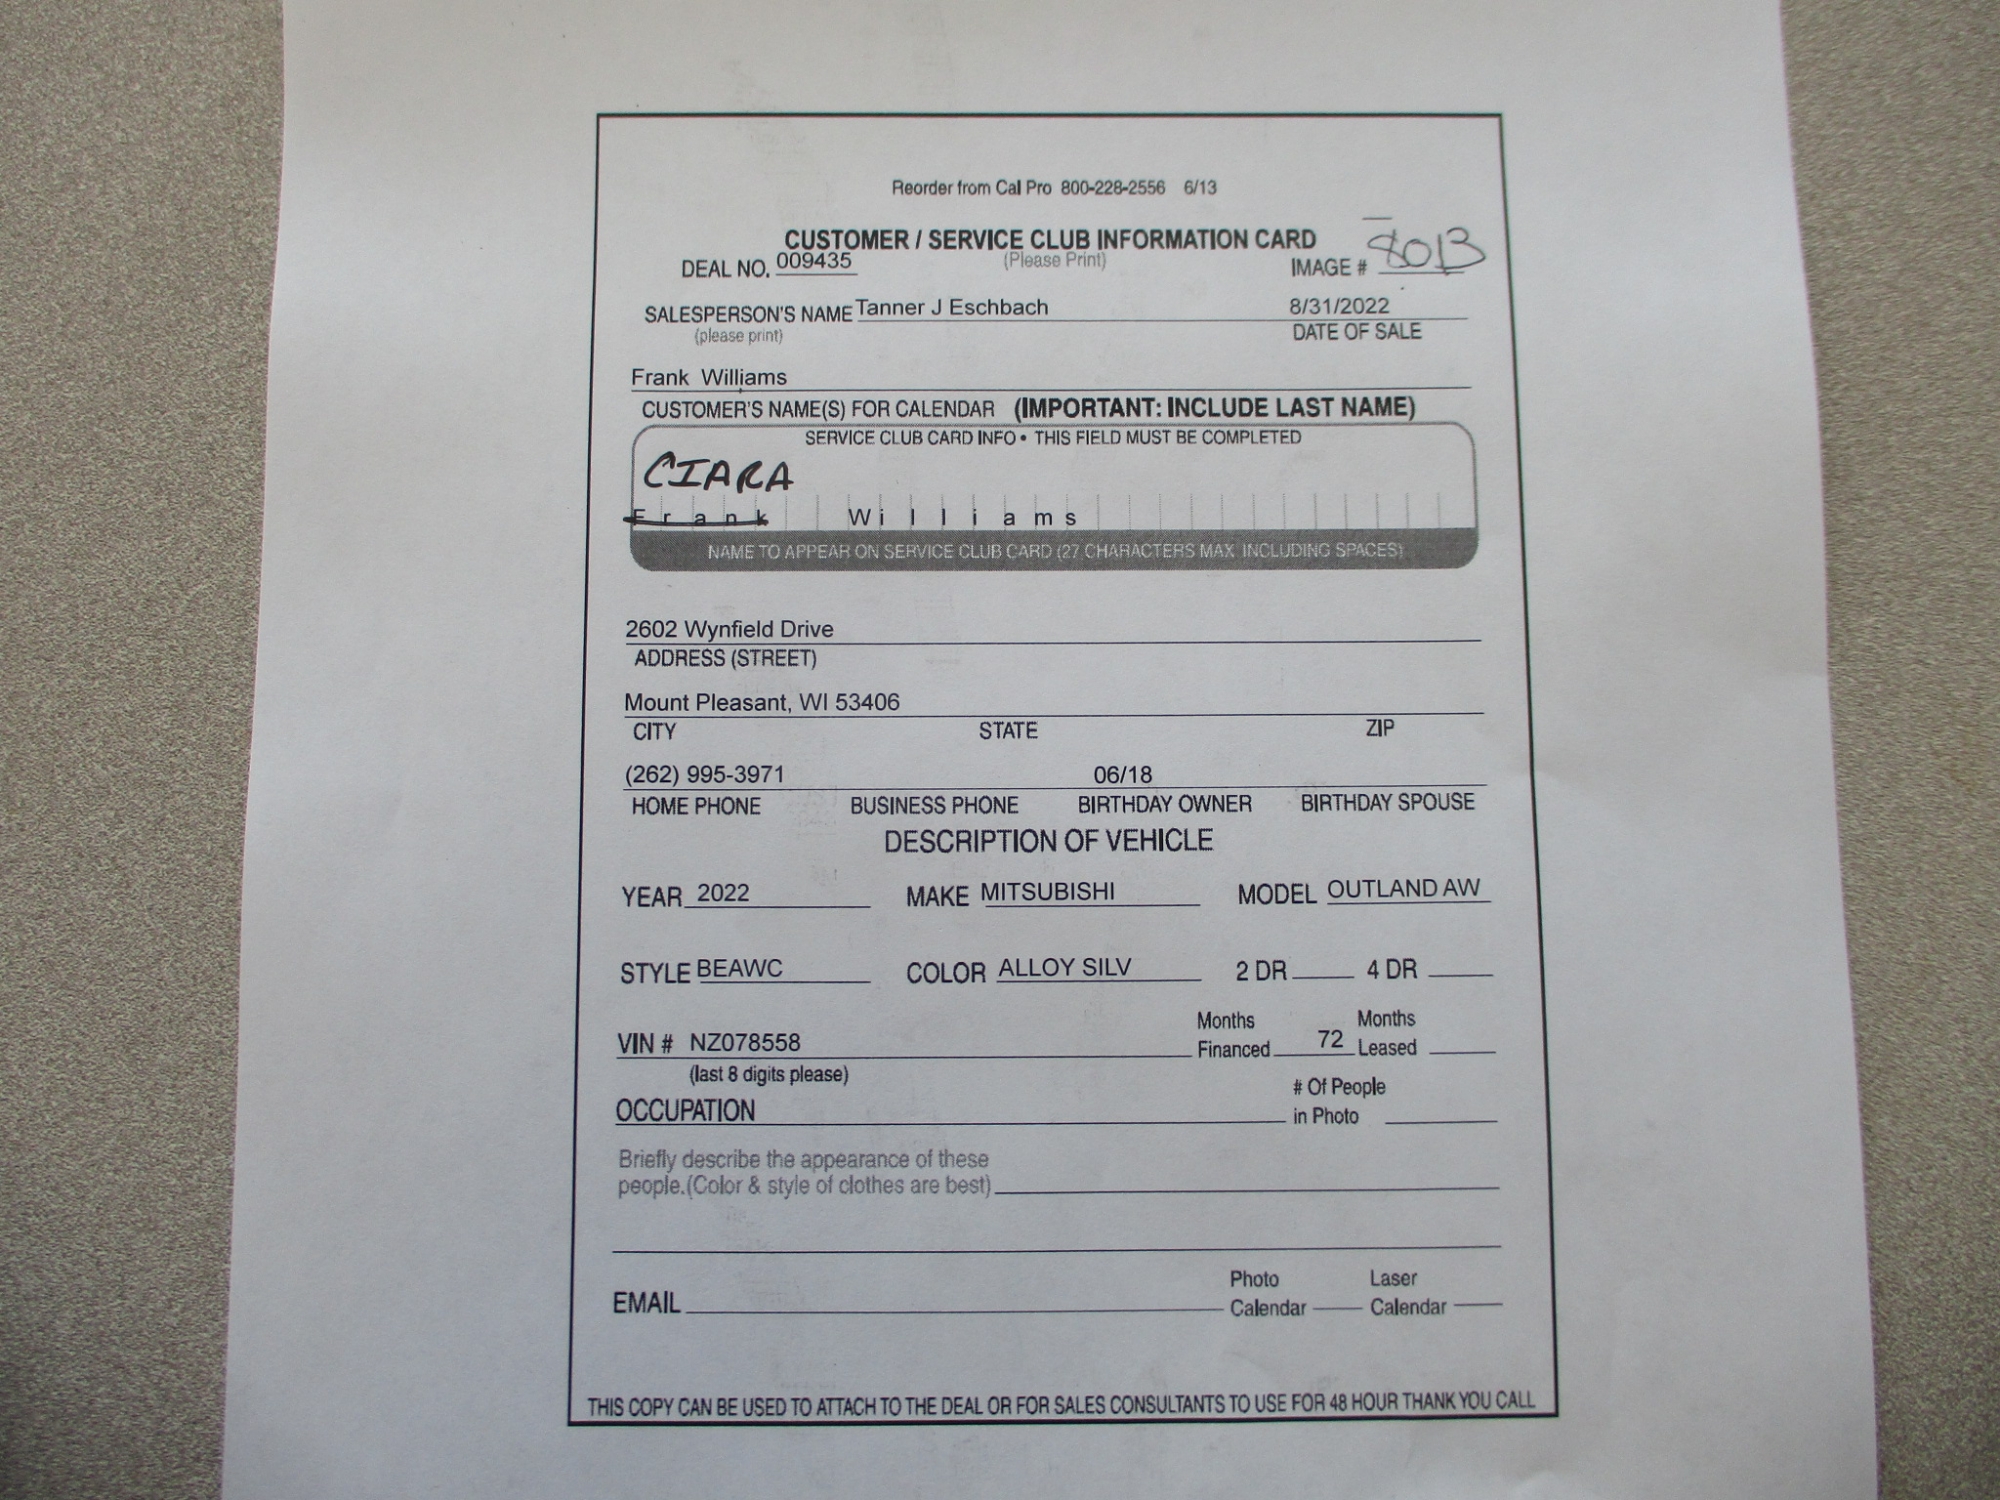 Reorder from Cal Pro 800-228-2556 6/13
CUSTOMER / SERVICE CLUB INFORMATION CARD
(Please Print)
DEAL NO. 009435 IMAGE # 8013
SALESPERSON'S NAME Tanner J Eschbach 8/31/2022
(please print) DATE OF SALE
Frank Williams
CUSTOMER'S NAME(S) FOR CALENDAR (IMPORTANT: INCLUDE LAST NAME)
SERVICE CLUB CARD INFO • THIS FIELD MUST BE COMPLETED
CIARA
Frank Williams
NAME TO APPEAR ON SERVICE CLUB CARD (27 CHARACTERS MAX INCLUDING SPACES)
2602 Wynfield Drive
ADDRESS (STREET)
Mount Pleasant, WI 53406
CITY STATE ZIP
(262) 995-3971 06/18
HOME PHONE BUSINESS PHONE BIRTHDAY OWNER BIRTHDAY SPOUSE
DESCRIPTION OF VEHICLE
YEAR 2022 MAKE MITSUBISHI MODEL OUTLAND AW
STYLE BEAWC COLOR ALLOY SILV 2 DR 4 DR
Months Months
VIN # NZ078558 Financed 72 Leased
(last 8 digits please) # Of People
OCCUPATION in Photo
Briefly describe the appearance of these
people.(Color & style of clothes are best)
Photo Laser
EMAIL Calendar Calendar
THIS COPY CAN BE USED TO ATTACH TO THE DEAL OR FOR SALES CONSULTANTS TO USE FOR 48 HOUR THANK YOU CALL